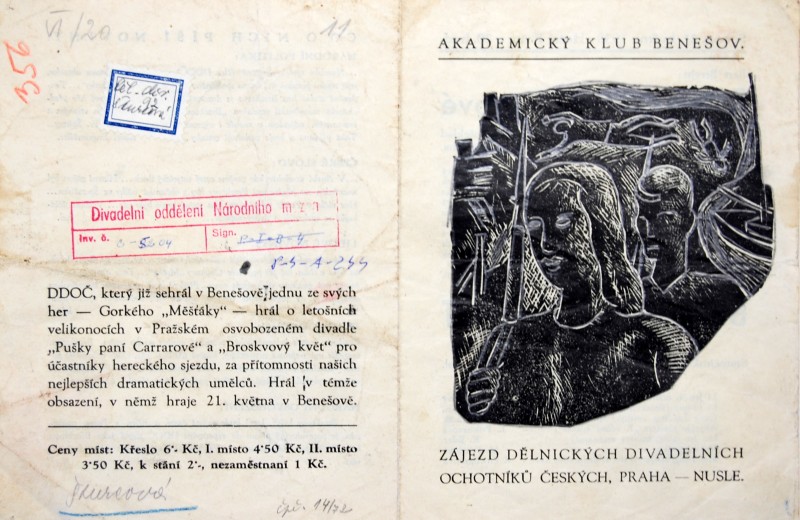 VI/20
11
356
Divadelní oddělení Národního
Inv. č.
Sign.
DDOČ, který již sehrál v Benešově jednu ze svých
her — Gorkého „Měšťáky" — hrál o letošních
velikonocích v Pražském osvobozeném divadle
„Pušky paní Carrarové" a „Broskvový květ" pro
účastníky hereckého sjezdu, za přítomnosti našich
nejlepších dramatických umělců. Hrál v témže
obsazení, v němž hraje 21. května v Benešově.
Ceny míst: Křeslo 6·- Kč, I. místo 4·50 Kč, II. místo
3·50 Kč, k stání 2·-, nezaměstnaní 1 Kč.
14/72
AKADEMICKÝ KLUB BENEŠOV.
ZÁJEZD DĚLNICKÝCH DIVADELNÍCH
OCHOTNÍKŮ ČESKÝCH, PRAHA — NUSLE.